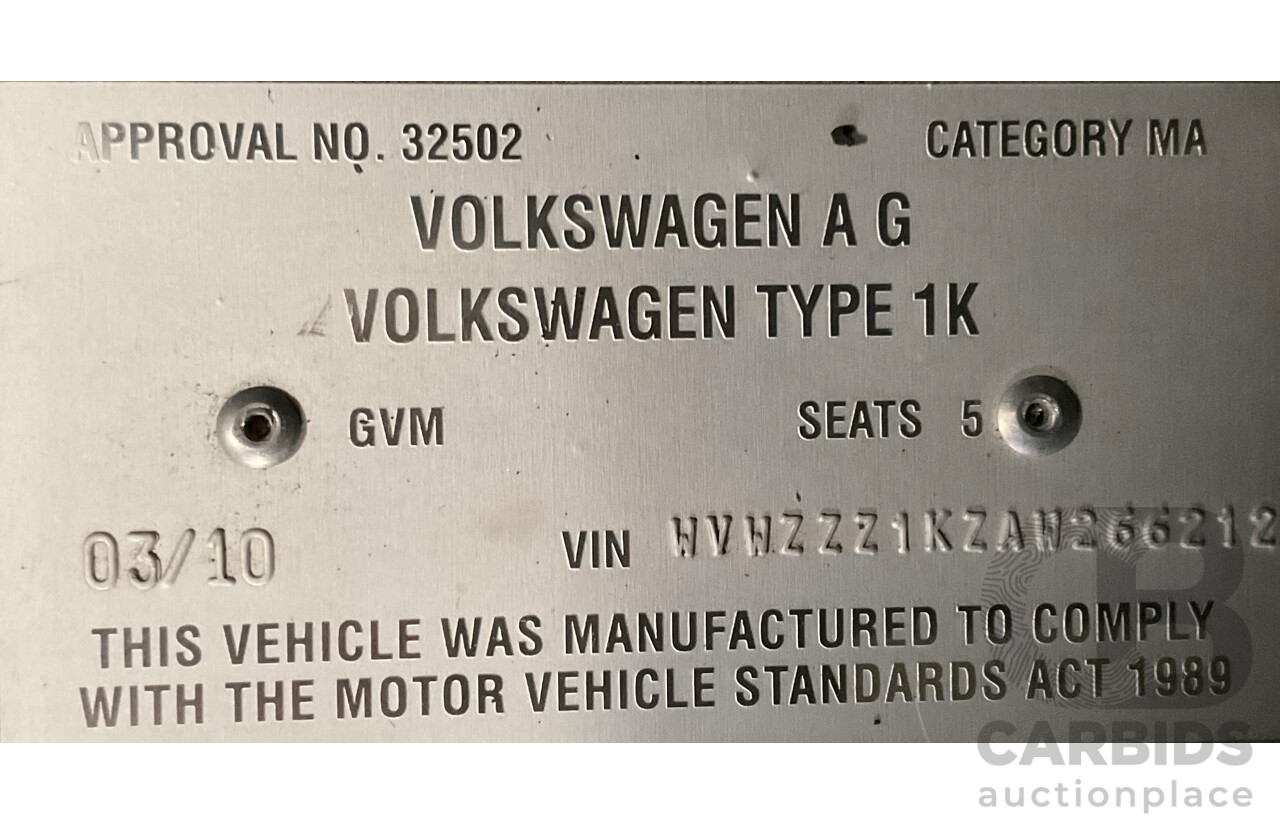 APPROVAL NO. 32502 CATEGORY MA
VOLKSWAGEN A G
VOLKSWAGEN TYPE 1K
GVM SEATS 5
03/10 VIN WVWZZZ1KZAW266212
THIS VEHICLE WAS MANUFACTURED TO COMPLY
WITH THE MOTOR VEHICLE STANDARDS ACT 1989
CB
CARBIDS
auctionplace